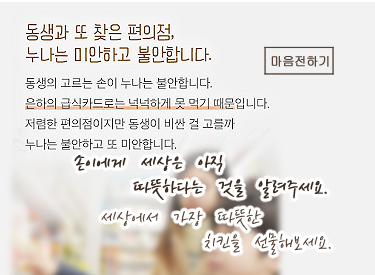 동생과 또 찾은 편의점,
누나는 미안하고 불안합니다.
마음전하기
동생의 고르는 손이 누나는 불안합니다.
은하의 급식카드로는 넉넉하게 못 먹기 때문입니다.
저렴한 편의점이지만 동생이 비싼 걸 고를까
누나는 불안하고 또 미안합니다.
손이에게 세상은 아직
따뜻하다는 것을 알려주세요.
세상에서 가장 따뜻한
치킨을 선물해보세요.